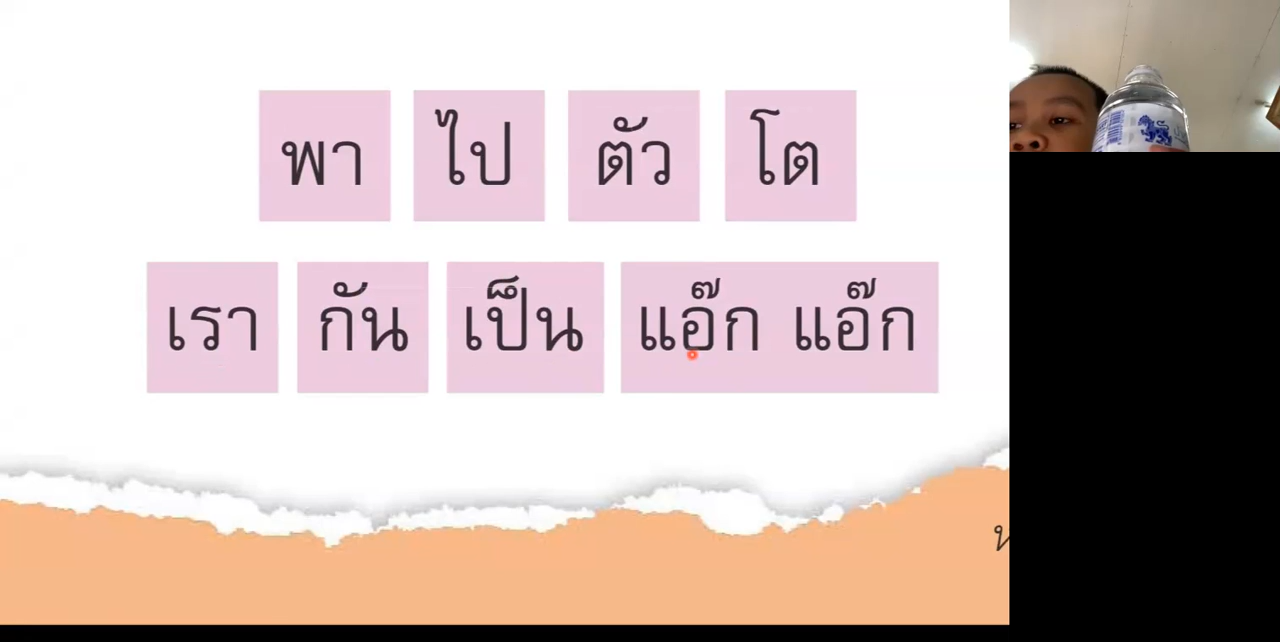 พา ไป ตัว โต
เรา กัน เป็น แอ๊ก แอ๊ก